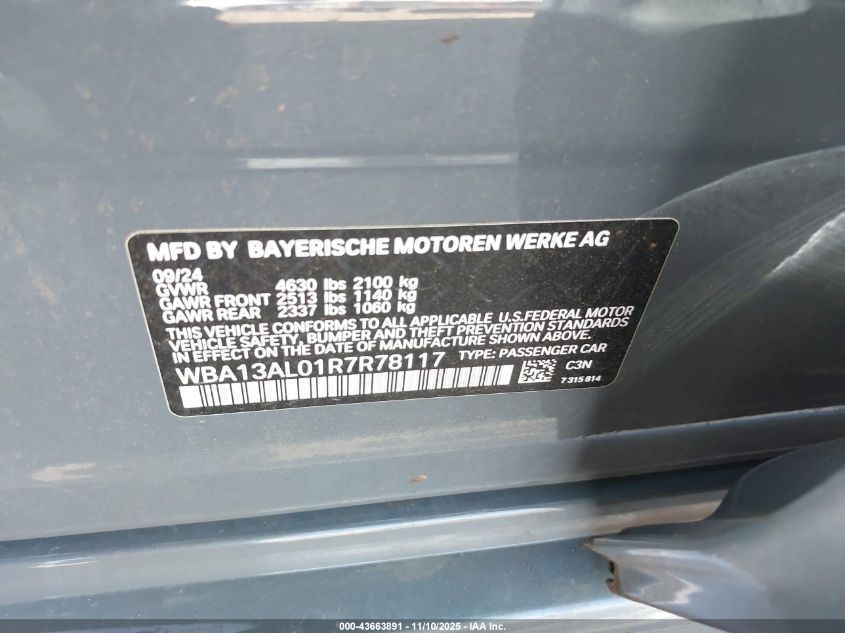 MFD BY BAYERISCHE MOTOREN WERKE AG
09/24
GVWR 4630 lbs 2100 kg
GAWR FRONT 2513 lbs 1140 kg
GAWR REAR 2337 lbs 1060 kg
THIS VEHICLE CONFORMS TO ALL APPLICABLE U.S.FEDERAL MOTOR
VEHICLE SAFETY, BUMPER AND THEFT PREVENTION STANDARDS
IN EFFECT ON THE DATE OF MANUFACTURE SHOWN ABOVE.
WBA13AL01R7R78117 TYPE: PASSENGER CAR
C3N
7 315 814
000-43663891 - 11/10/2025 - IAA Inc.